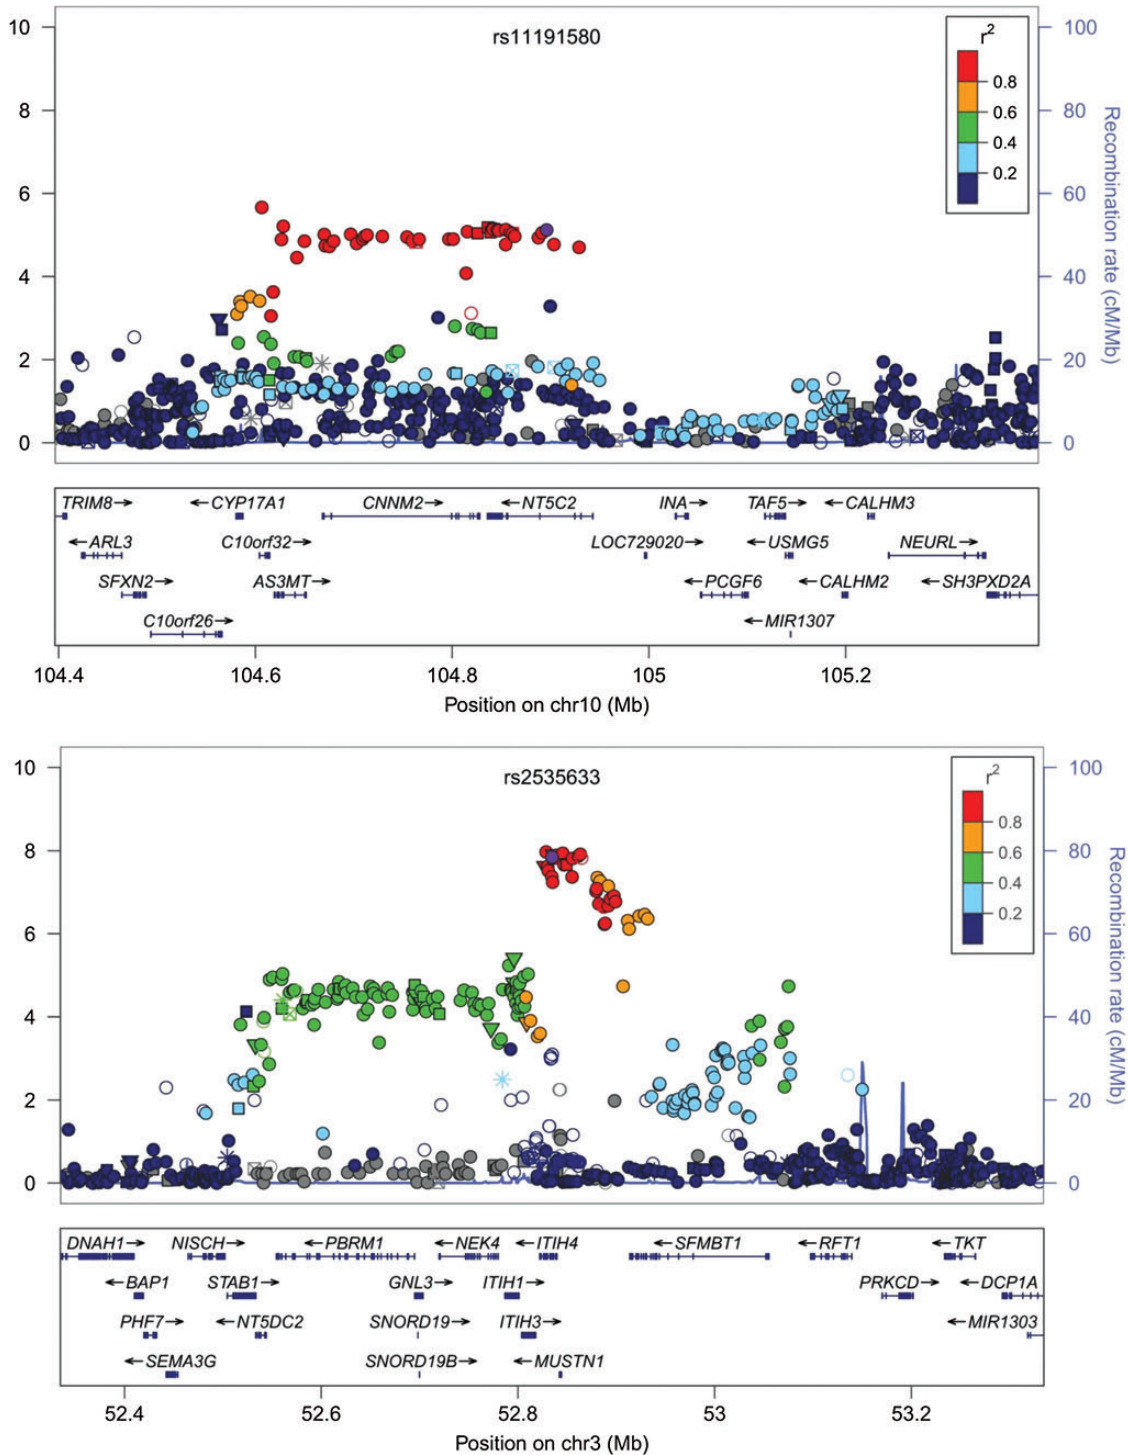 rs11191580
r2
0.8
0.6
0.4
0.2
10
8
6
4
2
0
100
80
60
40
20
0
Recombination rate (cM/Mb)
TRIM8→ ←CYP17A1 CNNM2→ ←NT5C2 INA→ TAF5→ ←CALHM3
←ARL3 C10orf32→ LOC729020→ ←USMG5 NEURL→
SFXN2→ AS3MT→ ←PCGF6 ←CALHM2 ←SH3PXD2A
C10orf26→ ←MIR1307
104.4 104.6 104.8 105 105.2
Position on chr10 (Mb)
rs2535633
r2
0.8
0.6
0.4
0.2
10
8
6
4
2
0
100
80
60
40
20
0
Recombination rate (cM/Mb)
DNAH1→ NISCH→ ←PBRM1 ←NEK4 ←ITIH4 ←SFMBT1 ←RFT1 ←TKT
←BAP1 STAB1→ GNL3→ ITIH1→ PRKCD→ ←DCP1A
PHF7→ ←NT5DC2 SNORD19→ ITIH3→ ←MIR1303
←SEMA3G SNORD19B→ ←MUSTN1
52.4 52.6 52.8 53 53.2
Position on chr3 (Mb)